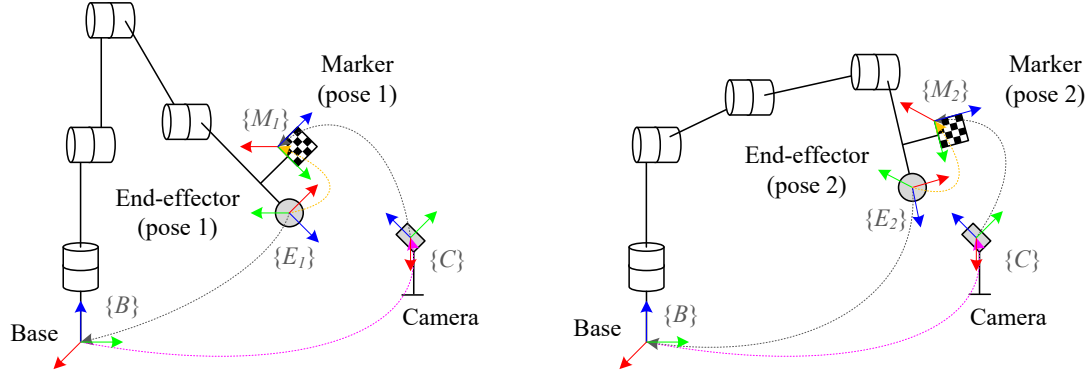 Marker
(pose 1)
{M1}
End-effector
(pose 1)
{E1}
{C}
{B}
Base
Camera
Marker
(pose 2)
{M2}
End-effector
(pose 2)
{E2}
{C}
{B}
Base
Camera